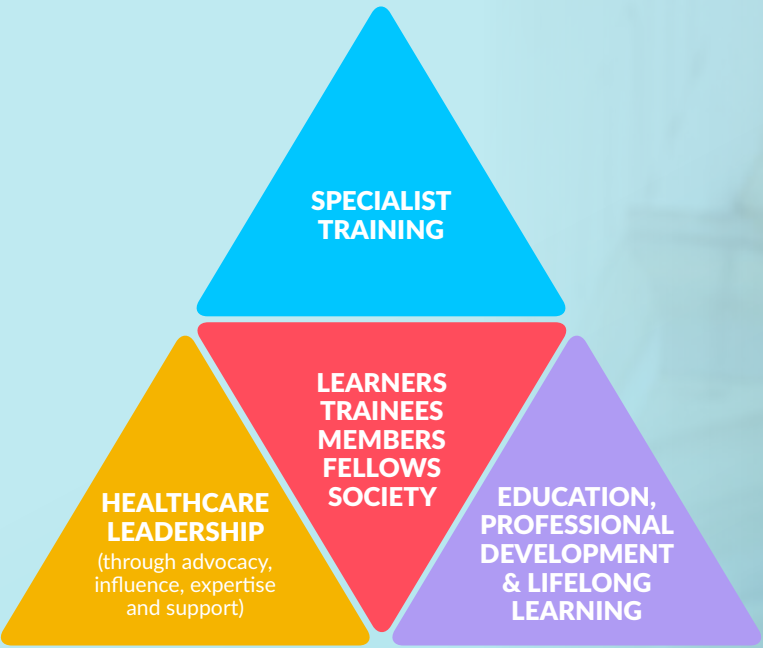 SPECIALIST
TRAINING
LEARNERS
TRAINEES
MEMBERS
FELLOWS
SOCIETY
HEALTHCARE
LEADERSHIP
(through advocacy,
influence, expertise
and support)
EDUCATION,
PROFESSIONAL
DEVELOPMENT
& LIFELONG
LEARNING